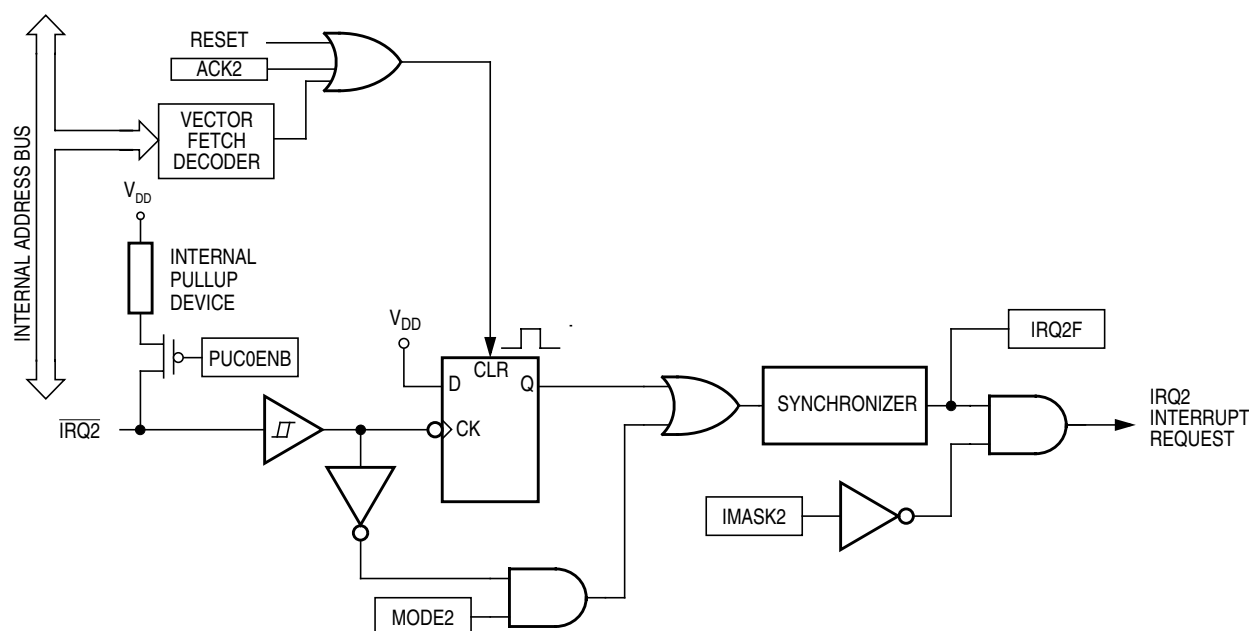 RESET
ACK2
VECTOR
FETCH
DECODER
INTERNAL ADDRESS BUS
VDD
INTERNAL
PULLUP
DEVICE
PUC0ENB
IRQ2
VDD
D
CLR
Q
CK
SYNCHRONIZER
IRQ2F
IRQ2
INTERRUPT
REQUEST
IMASK2
MODE2